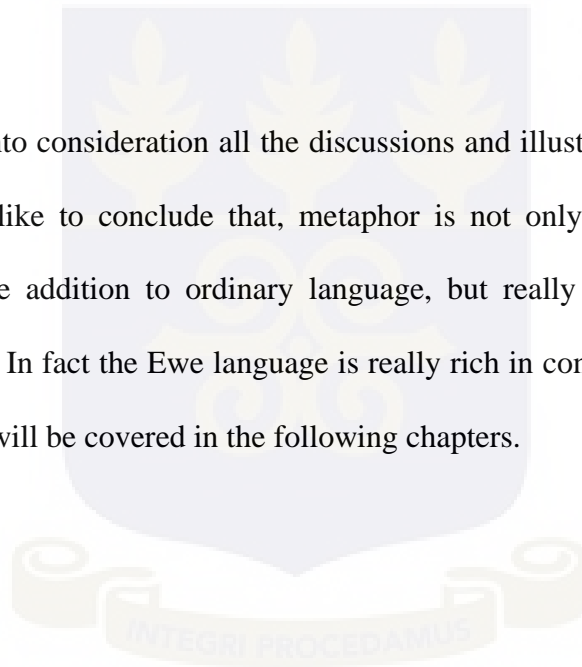 nto consideration all the discussions and illust
like to conclude that, metaphor is not only
e addition to ordinary language, but really
In fact the Ewe language is really rich in con
will be covered in the following chapters.
INTEGRI PROCEDAMUS